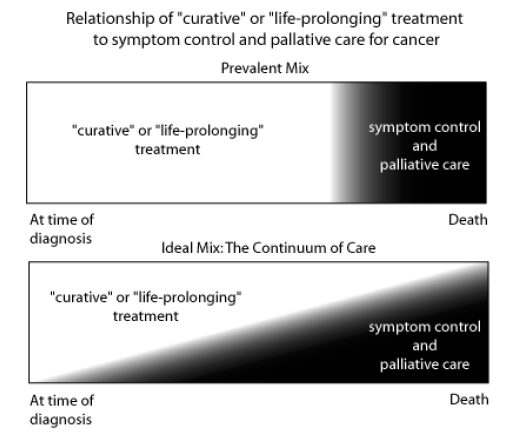 Relationship of "curative" or "life-prolonging" treatment
to symptom control and pallative care for cancer
Prevalent Mix
"curative" or "life-prolonging"
treatment
symptom control
and
palliative care
At time of
diagnosis
Death
Ideal Mix: The Continuum of Care
"curative" or "life-prolonging"
treatment
symptom control
and
palliative care
At time of
diagnosis
Death